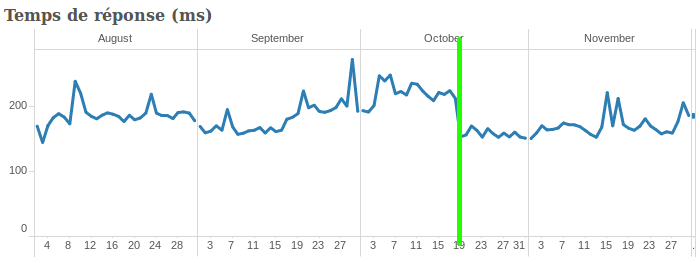 Temps de réponse (ms)
August September October November
200
100
0
4 8 12 16 20 24 28 3 7 11 15 19 23 27 3 7 11 15 19 23 27 31 3 7 11 15 19 23 27